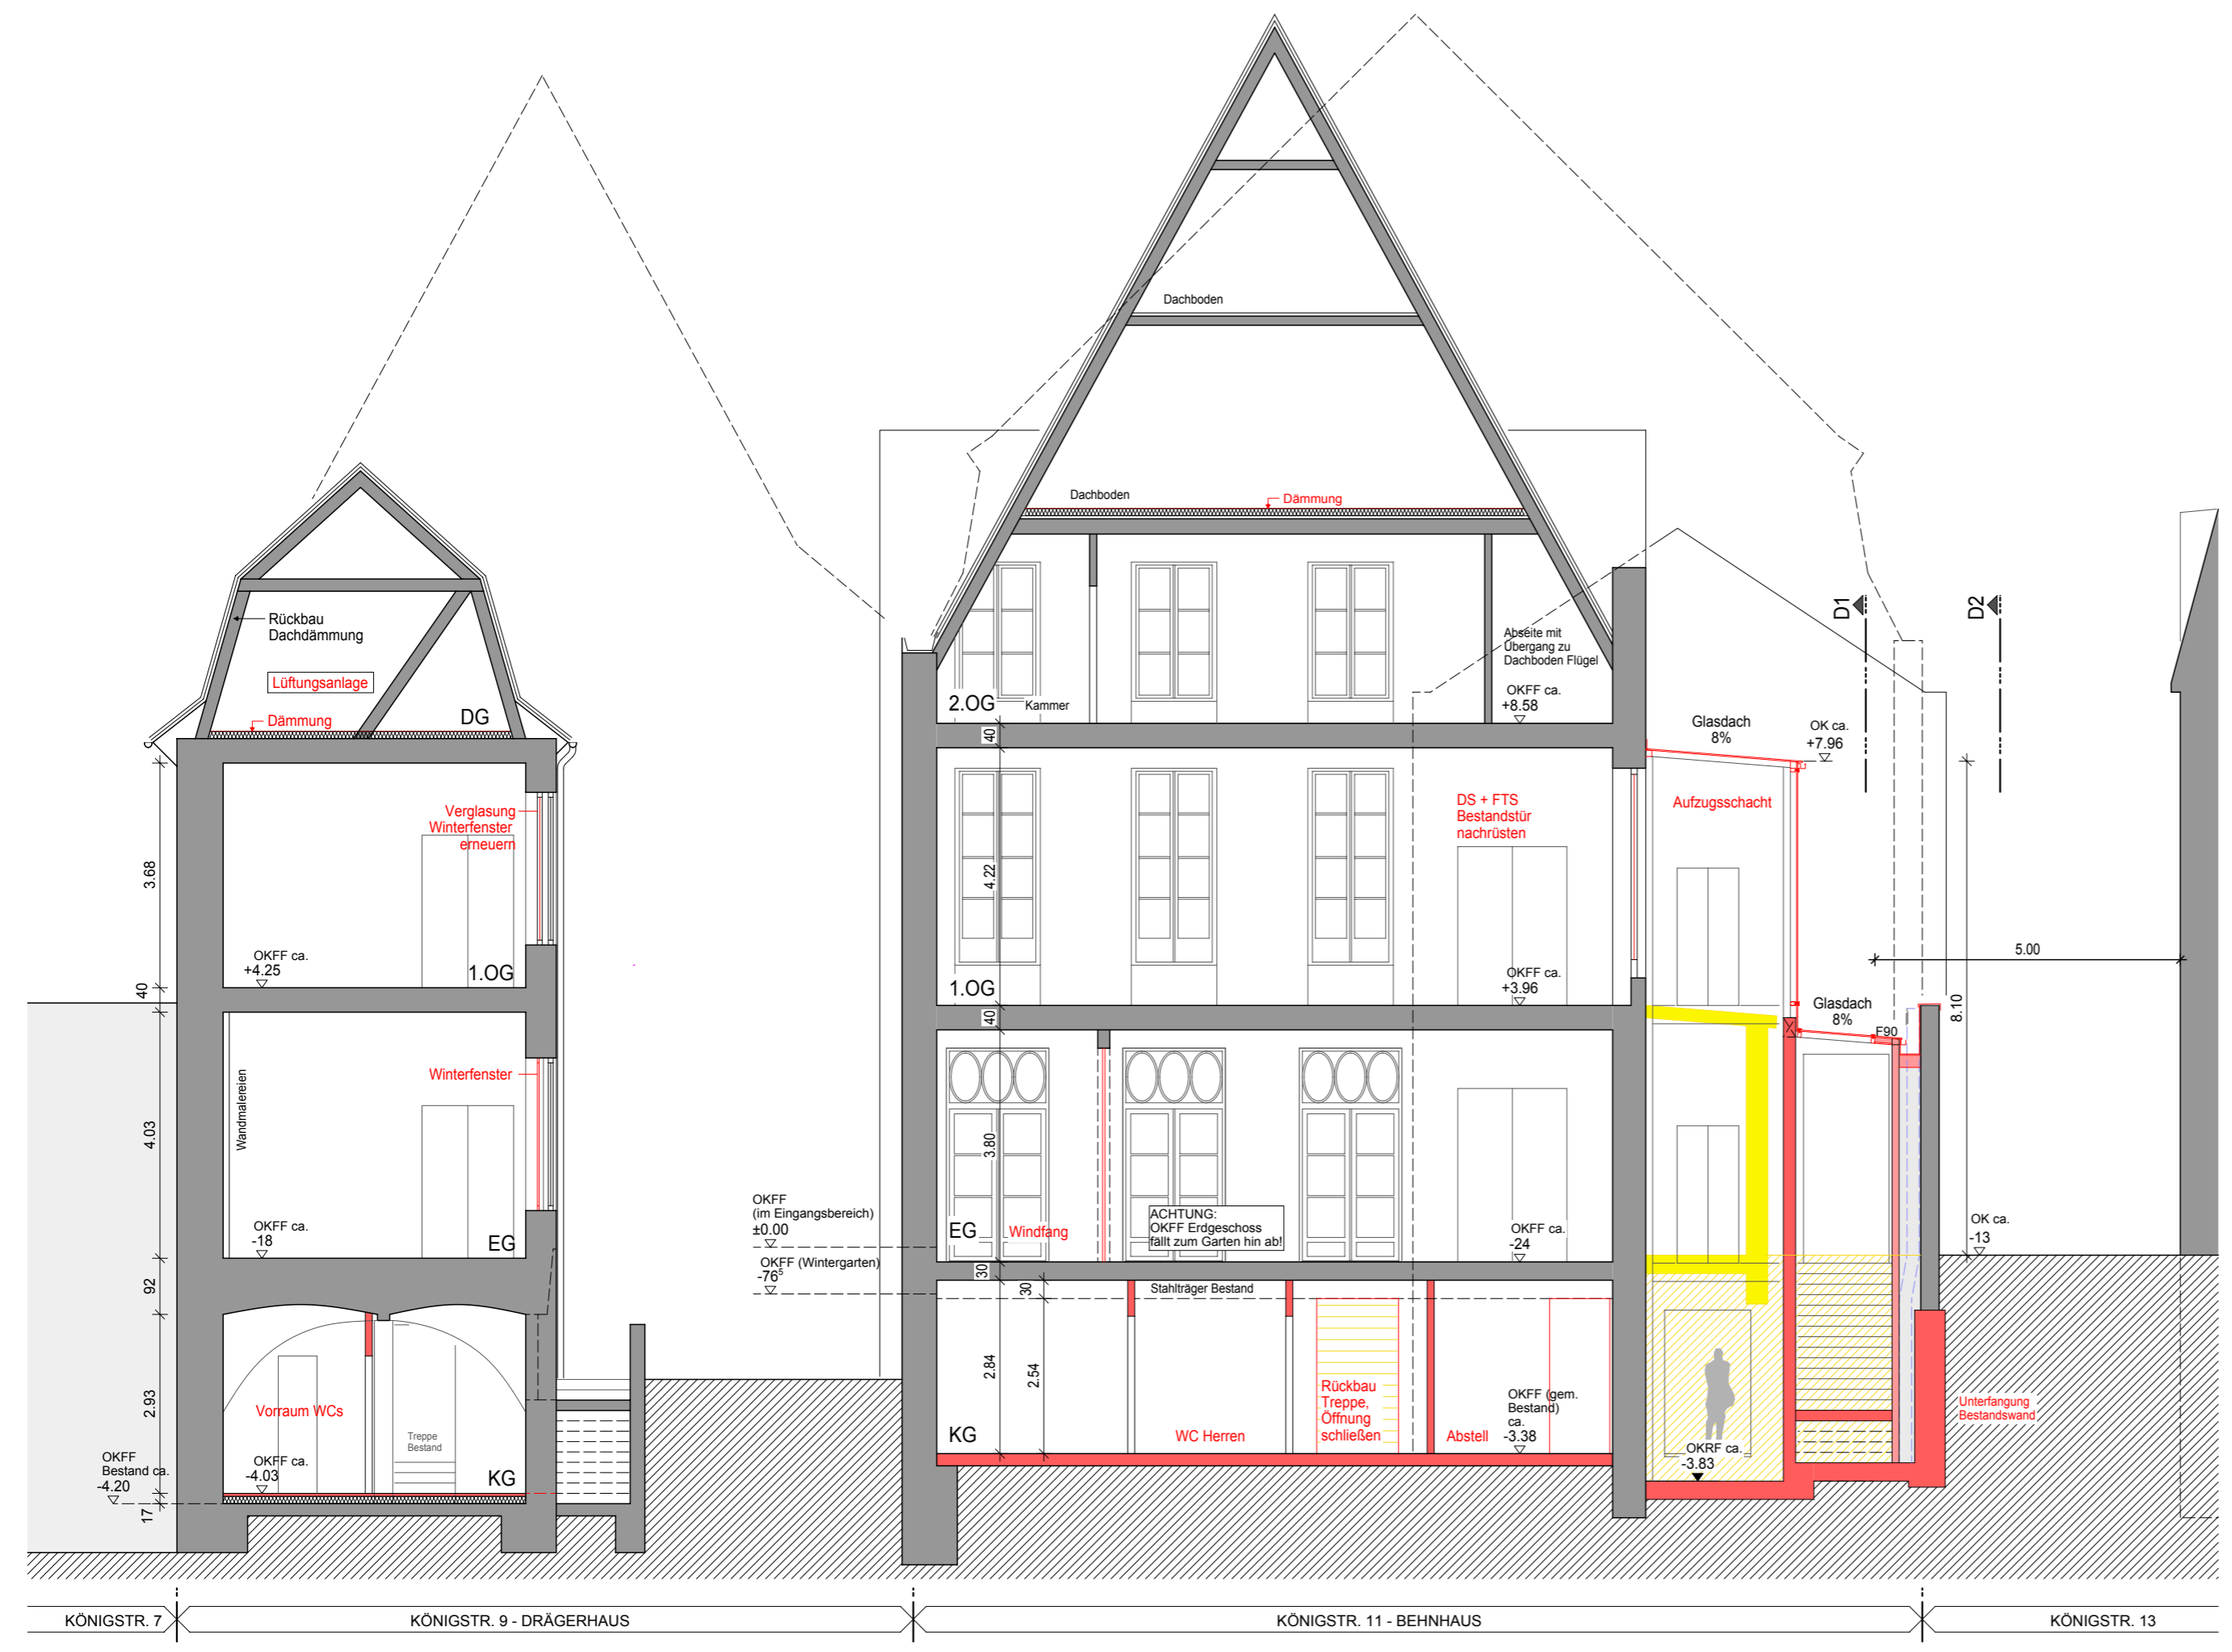 Dachboden
Dachboden
Dämmung
Rückbau
Dachdämmung
Lüftungsanlage
Dämmung
DG
Abseite mit
Übergang zu
Dachboden Flügel
OKFF ca.
+8.58
2.OG
Kammer
40
D1
D2
Glasdach
8%
OK ca.
+7.96
Verglasung
Winterfenster
erneuern
3.68
OKFF ca.
+4.25
1.OG
40
DS + FTS
Bestandstür
nachrüsten
4.22
Aufzugsschacht
OKFF ca.
+3.96
1.OG
40
5.00
8.10
Glasdach
8%
F90
Winterfenster
Wandmalereien
4.03
OKFF ca.
-18
EG
92
OKFF
(im Eingangsbereich)
±0.00
OKFF (Wintergarten)
-76⁵
3.80
EG
Windfang
ACHTUNG:
OKFF Erdgeschoss
fällt zum Garten hin ab!
OKFF ca.
-24
OK ca.
-13
30
30
Stahlträger Bestand
2.93
Vorraum WCs
Treppe
Bestand
OKFF ca.
-4.03
KG
OKFF
Bestand ca.
-4.20
17
2.84
2.54
KG
WC Herren
Rückbau
Treppe,
Öffnung
schließen
Abstell
OKFF (gem.
Bestand)
ca.
-3.38
OKRF ca.
-3.83
Unterfangung
Bestandswand
KÖNIGSTR. 7
KÖNIGSTR. 9 - DRÄGERHAUS
KÖNIGSTR. 11 - BEHNHAUS
KÖNIGSTR. 13